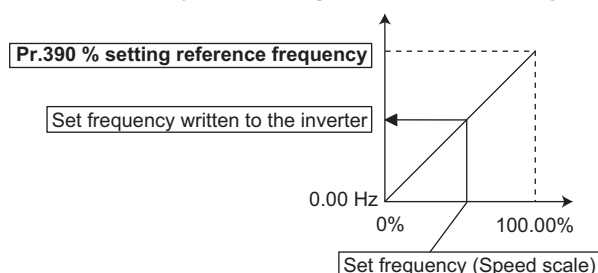 Pr.390 % setting reference frequency
Set frequency written to the inverter
0.00 Hz
0%
100.00%
Set frequency (Speed scale)